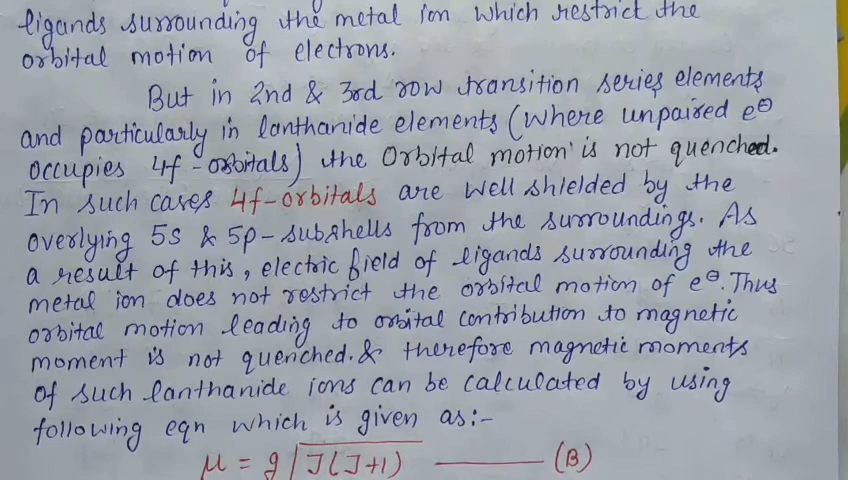 ligands surrounding the metal ion which restrict the
orbital motion of electrons.
But in 2nd & 3rd row transition series elements
and particularly in lanthanide elements (where unpaired e⊖
occupies 4f-orbitals) the Orbital motion is not quenched.
In such cases 4f-orbitals are well shielded by the
overlying 5s & 5p-subshells from the surroundings. As
a result of this, electric field of ligands surrounding the
metal ion does not restrict the orbital motion of e⊖. Thus
orbital motion leading to orbital contribution to magnetic
moment is not quenched. & therefore magnetic moments
of such lanthanide ions can be calculated by using
following eqn which is given as:-
μ = g√J(J+1) —— (B)